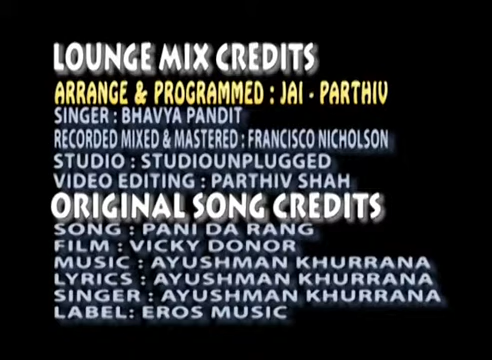 LOUNGE MIX CREDITS
ARRANGE & PROGRAMMED : JAI - PARTHIV
SINGER : BHAVYA PANDIT
RECORDED MIXED & MASTERED : FRANCISCO NICHOLSON
STUDIO : STUDIOUNPLUGGED
VIDEO EDITING : PARTHIV SHAH
ORIGINAL SONG CREDITS
SONG : PANI DA RANG
FILM : VICKY DONOR
MUSIC : AYUSHMAN KHURRANA
LYRICS : AYUSHMAN KHURRANA
SINGER : AYUSHMAN KHURRANA
LABEL: EROS MUSIC